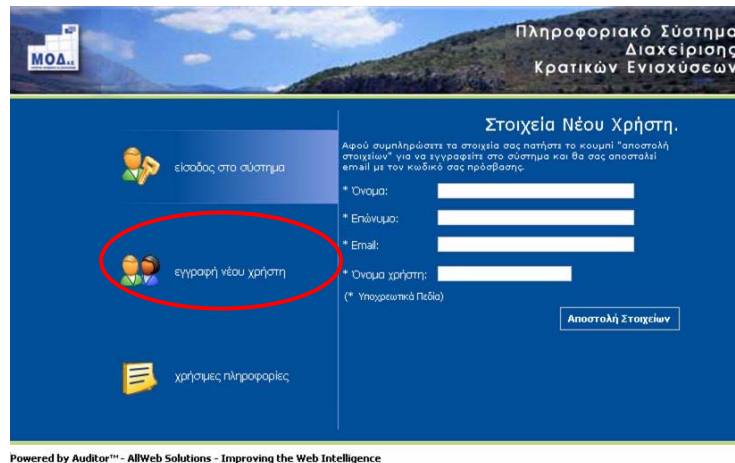 Πληροφοριακό Σύστημα
Διαχείρισης
Κρατικών Ενισχύσεων
ΜΟΔ α.ε.
Στοιχεία Νέου Χρήστη.
Αφού συμπληρώσετε τα στοιχεία σας πατήστε το κουμπί "αποστολή
στοιχείων" για να εγγραφείτε στο σύστημα και θα σας αποσταλεί
email με τον κωδικό σας πρόσβασης.
είσοδος στο σύστημα
* Όνομα:
* Επώνυμο:
* Email:
εγγραφή νέου χρήστη
* Όνομα χρήστη:
(* Υποχρεωτικά Πεδία)
Αποστολή Στοιχείων
χρήσιμες πληροφορίες
Powered by Auditor™ - AllWeb Solutions - Improving the Web Intelligence